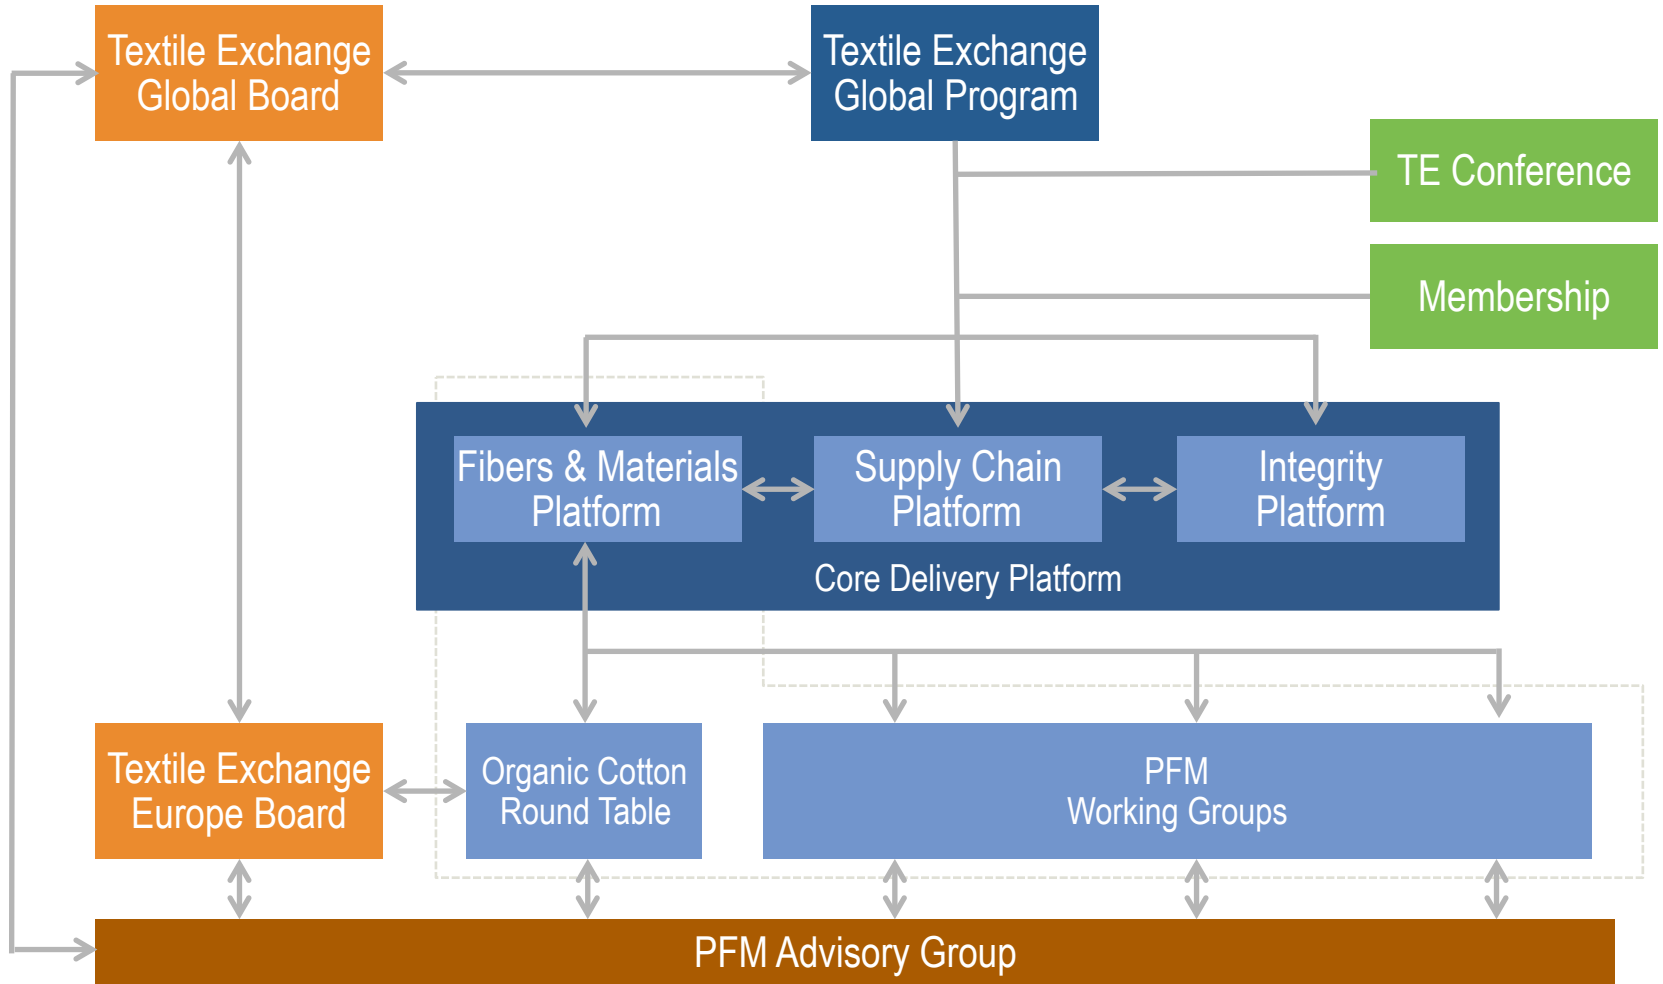 Textile Exchange
Global Board
Textile Exchange
Global Program
TE Conference
Membership
Fibers & Materials
Platform
Supply Chain
Platform
Integrity
Platform
Core Delivery Platform
Textile Exchange
Europe Board
Organic Cotton
Round Table
PFM
Working Groups
PFM Advisory Group